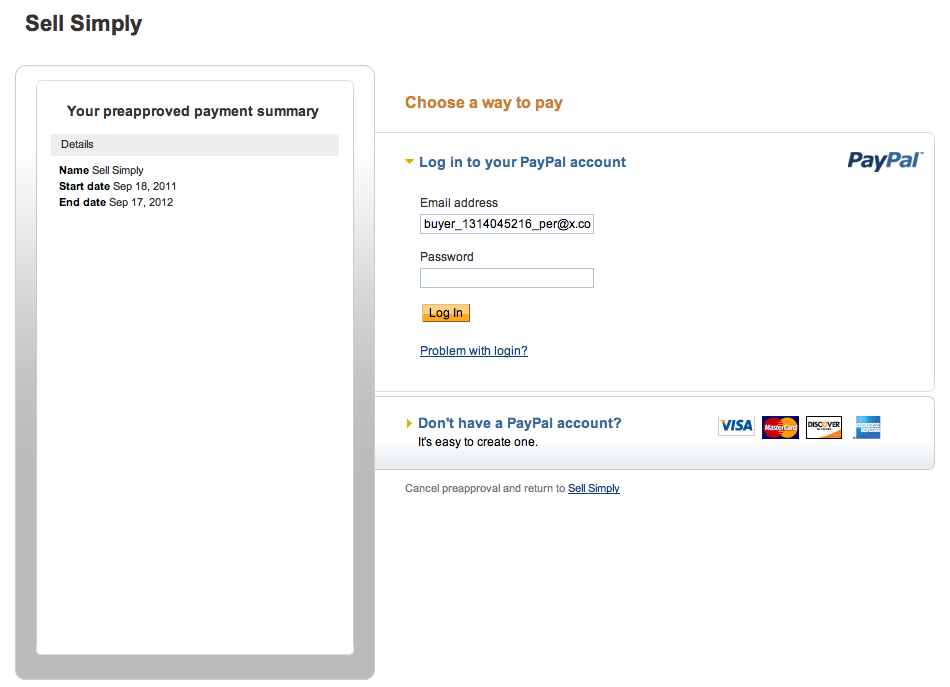 Sell Simply
Your preapproved payment summary
Details
Name Sell Simply
Start date Sep 18, 2011
End date Sep 17, 2012
Choose a way to pay
Log in to your PayPal account
PayPal™
Email address
buyer_1314045216_per@x.co
Password
Log In
Problem with login?
Don't have a PayPal account?
It's easy to create one.
VISA
MasterCard
DISCOVER
Cancel preapproval and return to Sell Simply